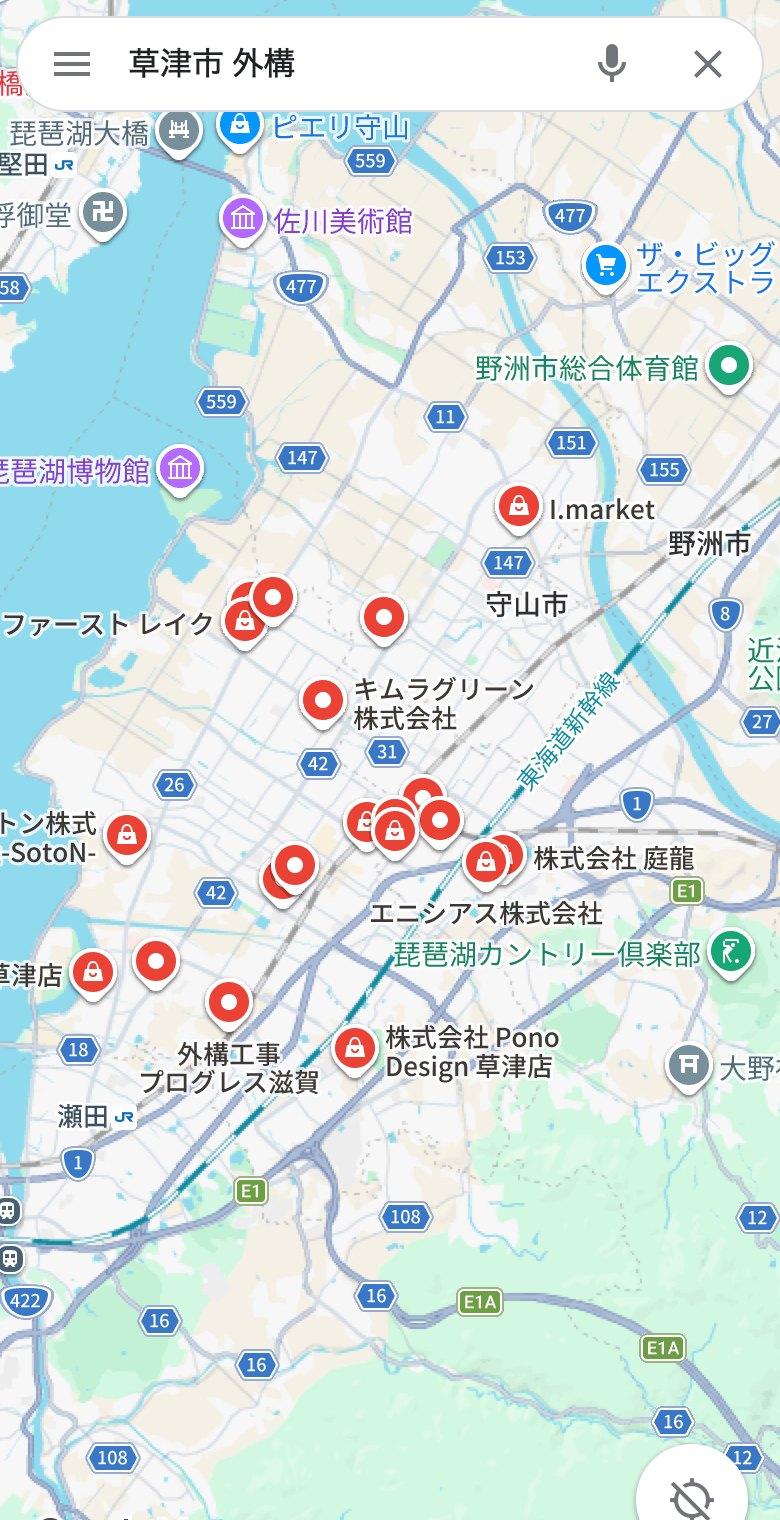 草津市 外構
橋
琵琶湖大橋
ピエリ守山
堅田 JR
559
浮御堂
佐川美術館
477
153
ザ・ビッグ
エクストラ
58
477
野洲市総合体育館
559
11
151
147
155
琵琶湖博物館
I.market
野洲市
147
守山市
8
ファースト レイク
近江
キムラグリーン
株式会社
東海道新幹線
27
31
42
26
1
トン株式
-SotoN-
株式会社 庭龍
42
E1
エニシアス株式会社
琵琶湖カントリー倶楽部
草津店
18
外構工事
プログレス滋賀
株式会社 Pono
Design 草津店
大野神
瀬田 JR
1
E1
108
12
422
16
E1A
16
16
E1A
16
108
12